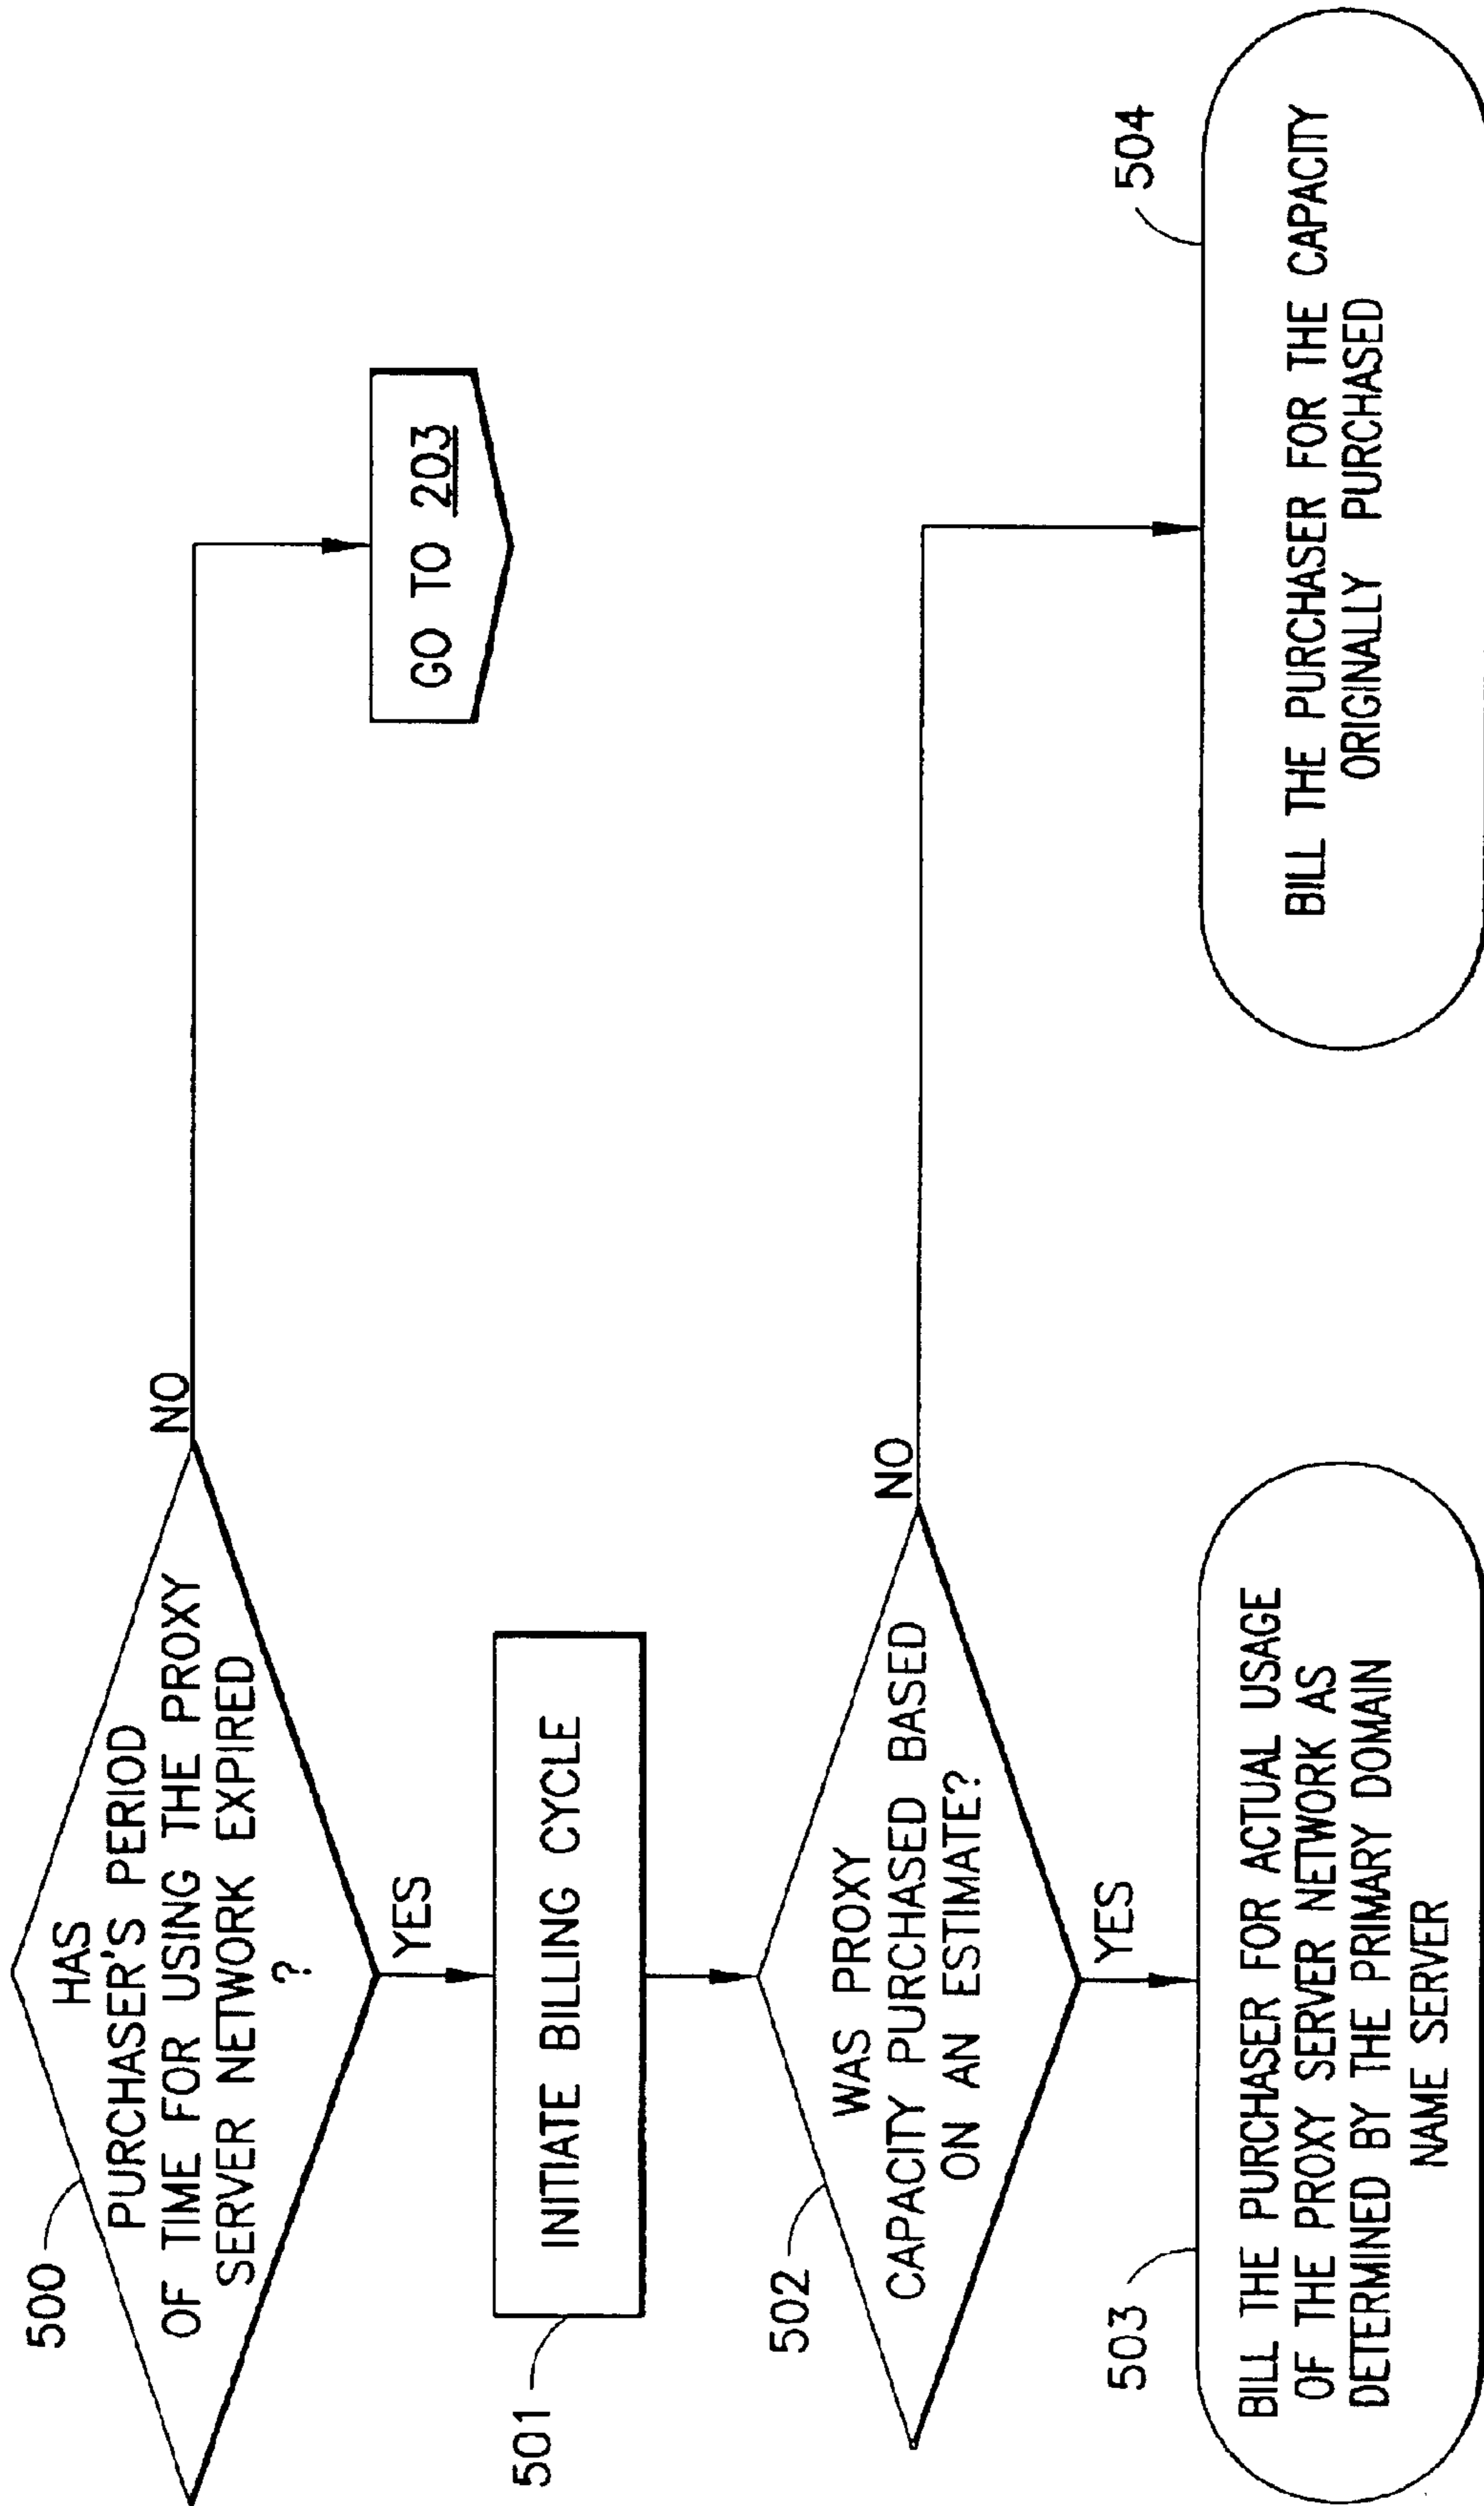 500
HAS
PURCHASER'S PERIOD
OF TIME FOR USING THE PROXY
SERVER NETWORK EXPIRED
?
NO
YES
GO TO 203
501
INITIATE BILLING CYCLE
502
WAS PROXY
CAPACITY PURCHASED BASED
ON AN ESTIMATE?
NO
YES
503
BILL THE PURCHASER FOR ACTUAL USAGE
OF THE PROXY SERVER NETWORK AS
DETERMINED BY THE PRIMARY DOMAIN
NAME SERVER
504
BILL THE PURCHASER FOR THE CAPACITY
ORIGINALLY PURCHASED